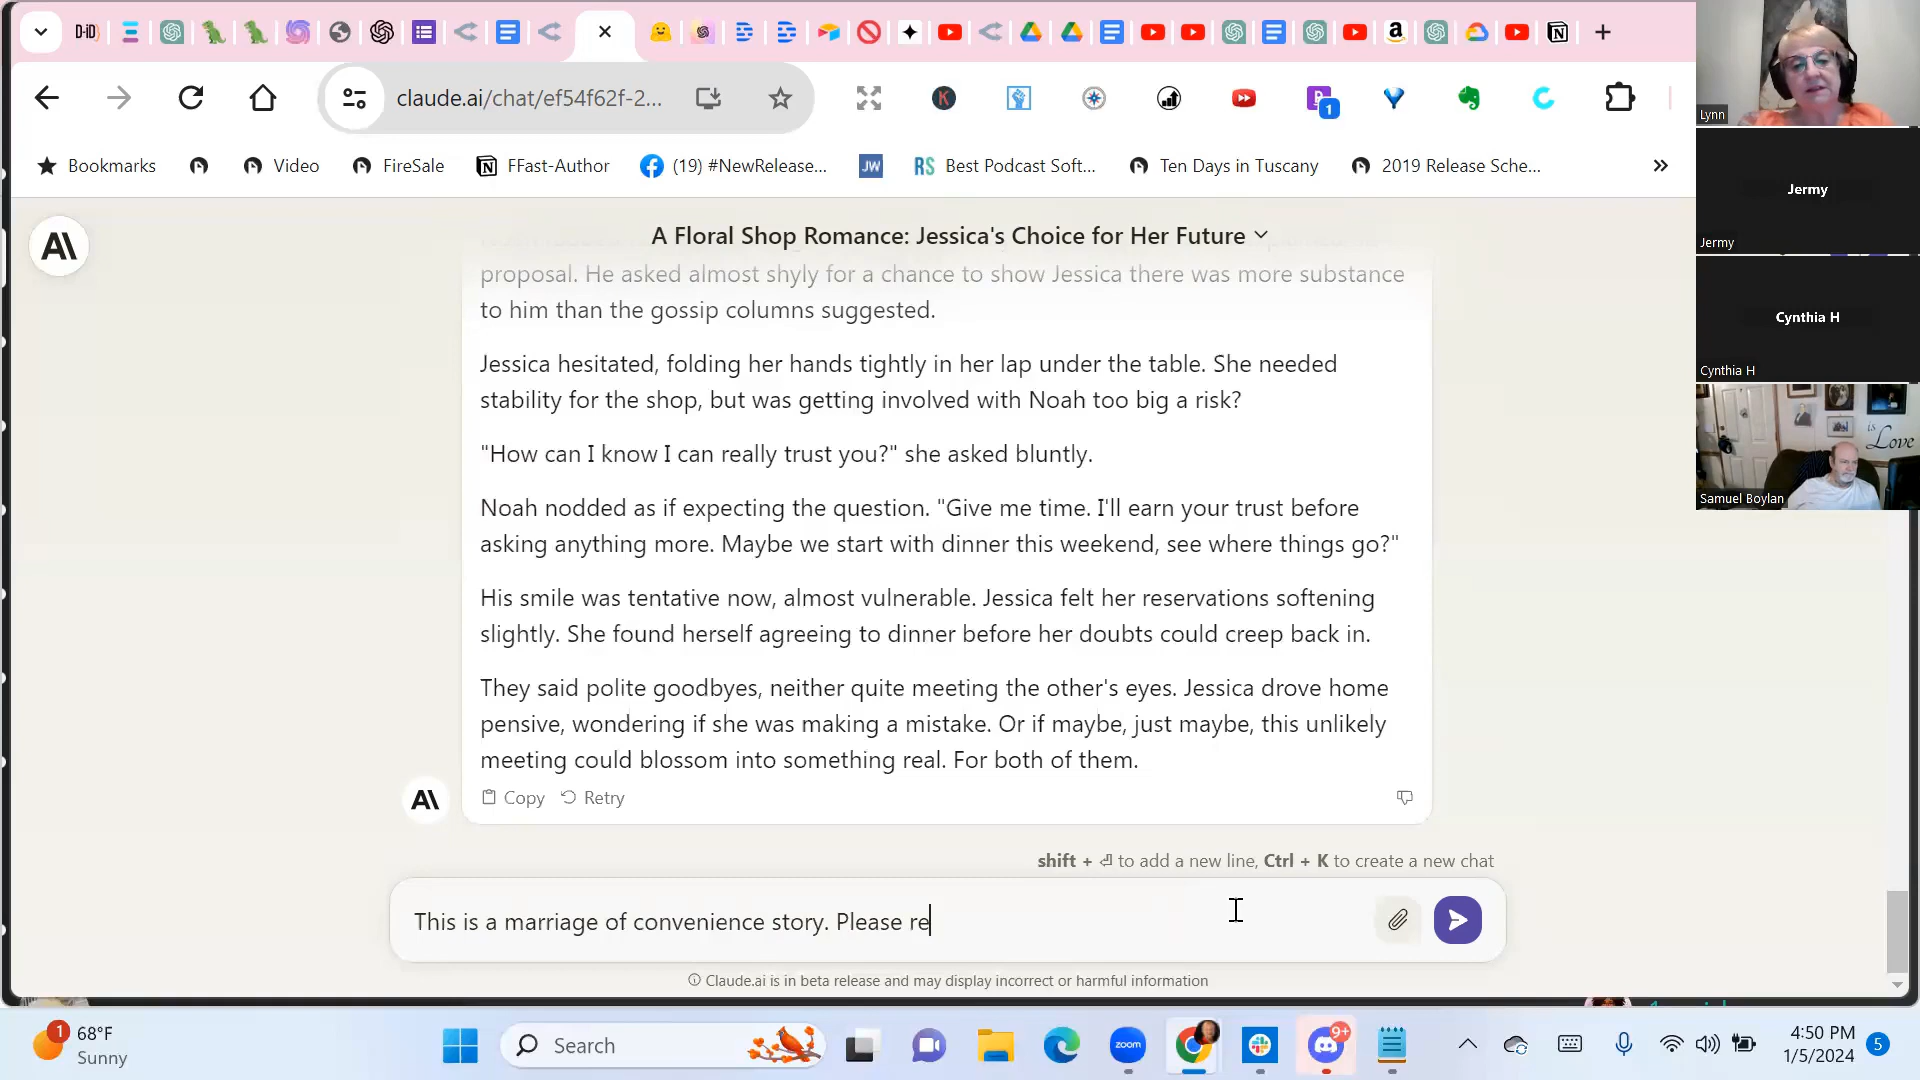 D-iD
claude.ai/chat/ef54f62f-2...
K
1
Bookmarks
Video
FireSale
FFast-Author
(19) #NewRelease...
JW
RS Best Podcast Soft...
Ten Days in Tuscany
2019 Release Sche...
A\
A Floral Shop Romance: Jessica's Choice for Her Future
proposal. He asked almost shyly for a chance to show Jessica there was more substance
to him than the gossip columns suggested.
Jessica hesitated, folding her hands tightly in her lap under the table. She needed
stability for the shop, but was getting involved with Noah too big a risk?
"How can I know I can really trust you?" she asked bluntly.
Noah nodded as if expecting the question. "Give me time. I'll earn your trust before
asking anything more. Maybe we start with dinner this weekend, see where things go?"
His smile was tentative now, almost vulnerable. Jessica felt her reservations softening
slightly. She found herself agreeing to dinner before her doubts could creep back in.
They said polite goodbyes, neither quite meeting the other's eyes. Jessica drove home
pensive, wondering if she was making a mistake. Or if maybe, just maybe, this unlikely
meeting could blossom into something real. For both of them.
A\
Copy
Retry
shift + ⏎ to add a new line, Ctrl + K to create a new chat
This is a marriage of convenience story. Please re
Claude.ai is in beta release and may display incorrect or harmful information
Lynn
Jermy
Jermy
Cynthia H
Cynthia H
is
Love
Samuel Boylan
1
68°F
Sunny
Search
zoom
9+
4:50 PM
1/5/2024
5